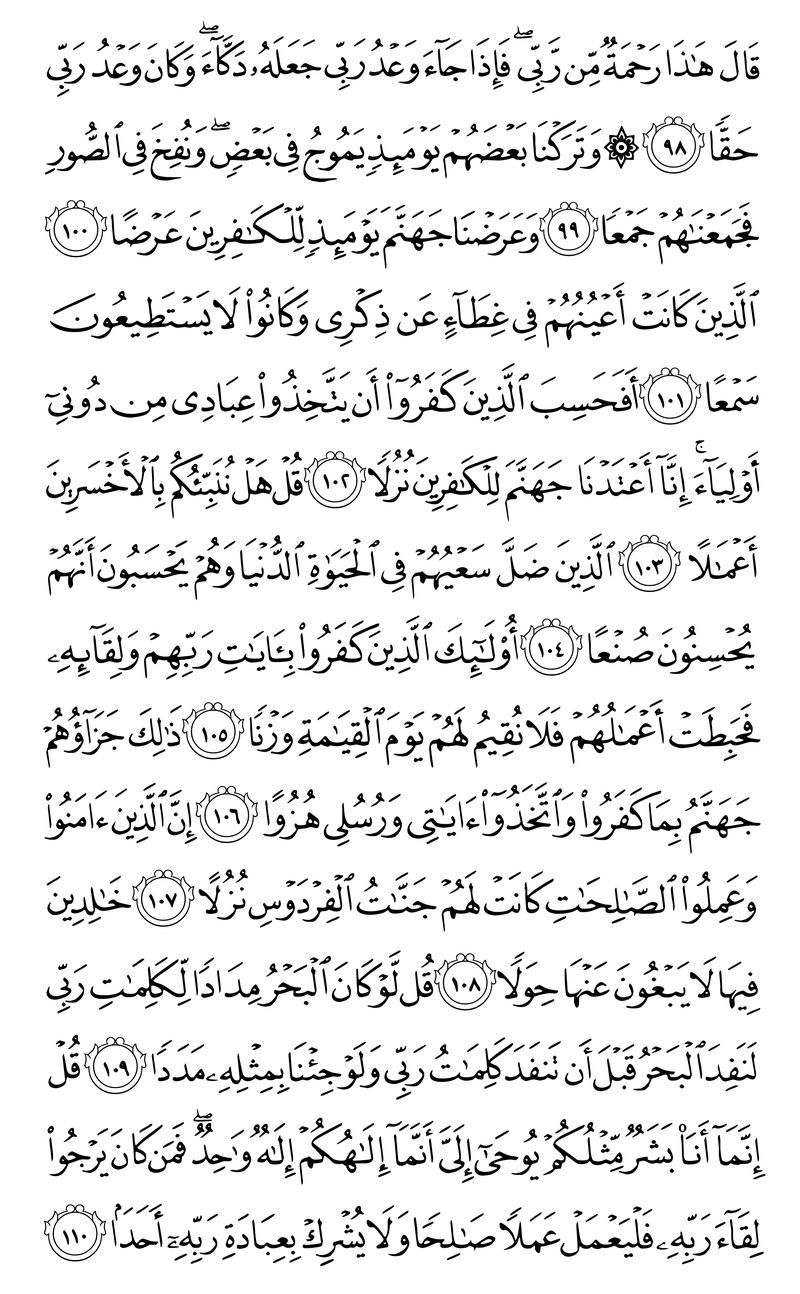 قَالَ هَٰذَا رَحْمَةٌ مِّن رَّبِّي ۖ فَإِذَا جَآءَ وَعْدُ رَبِّي جَعَلَهُۥ دَكَّآءَ ۖ وَكَانَ وَعْدُ رَبِّي
حَقًّا ٩٨ ۞ وَتَرَكْنَا بَعْضَهُمْ يَوْمَئِذٍ يَمُوجُ فِي بَعْضٍ ۖ وَنُفِخَ فِي ٱلصُّورِ
فَجَمَعْنَٰهُمْ جَمْعًا ٩٩ وَعَرَضْنَا جَهَنَّمَ يَوْمَئِذٍ لِّلْكَٰفِرِينَ عَرْضًا ١٠٠
ٱلَّذِينَ كَانَتْ أَعْيُنُهُمْ فِي غِطَآءٍ عَن ذِكْرِي وَكَانُوا۟ لَا يَسْتَطِيعُونَ
سَمْعًا ١٠١ أَفَحَسِبَ ٱلَّذِينَ كَفَرُوٓا۟ أَن يَتَّخِذُوا۟ عِبَادِي مِن دُونِيٓ
أَوْلِيَآءَ ۚ إِنَّآ أَعْتَدْنَا جَهَنَّمَ لِلْكَٰفِرِينَ نُزُلًا ١٠٢ قُلْ هَلْ نُنَبِّئُكُم بِٱلْأَخْسَرِينَ
أَعْمَٰلًا ١٠٣ ٱلَّذِينَ ضَلَّ سَعْيُهُمْ فِي ٱلْحَيَوٰةِ ٱلدُّنْيَا وَهُمْ يَحْسَبُونَ أَنَّهُمْ
يُحْسِنُونَ صُنْعًا ١٠٤ أُو۟لَٰٓئِكَ ٱلَّذِينَ كَفَرُوا۟ بِـَٔايَٰتِ رَبِّهِمْ وَلِقَآئِهِۦ
فَحَبِطَتْ أَعْمَٰلُهُمْ فَلَا نُقِيمُ لَهُمْ يَوْمَ ٱلْقِيَٰمَةِ وَزْنًا ١٠٥ ذَٰلِكَ جَزَآؤُهُمْ
جَهَنَّمُ بِمَا كَفَرُوا۟ وَٱتَّخَذُوٓا۟ ءَايَٰتِي وَرُسُلِي هُزُوًا ١٠٦ إِنَّ ٱلَّذِينَ ءَامَنُوا۟
وَعَمِلُوا۟ ٱلصَّٰلِحَٰتِ كَانَتْ لَهُمْ جَنَّٰتُ ٱلْفِرْدَوْسِ نُزُلًا ١٠٧ خَٰلِدِينَ
فِيهَا لَا يَبْغُونَ عَنْهَا حِوَلًا ١٠٨ قُل لَّوْ كَانَ ٱلْبَحْرُ مِدَادًا لِّكَلِمَٰتِ رَبِّي
لَنَفِدَ ٱلْبَحْرُ قَبْلَ أَن تَنفَدَ كَلِمَٰتُ رَبِّي وَلَوْ جِئْنَا بِمِثْلِهِۦ مَدَدًا ١٠٩ قُلْ
إِنَّمَآ أَنَا۠ بَشَرٌ مِّثْلُكُمْ يُوحَىٰٓ إِلَيَّ أَنَّمَآ إِلَٰهُكُمْ إِلَٰهٌ وَٰحِدٌ ۖ فَمَن كَانَ يَرْجُوا۟
لِقَآءَ رَبِّهِۦ فَلْيَعْمَلْ عَمَلًا صَٰلِحًا وَلَا يُشْرِكْ بِعِبَادَةِ رَبِّهِۦٓ أَحَدًۢا ١١٠